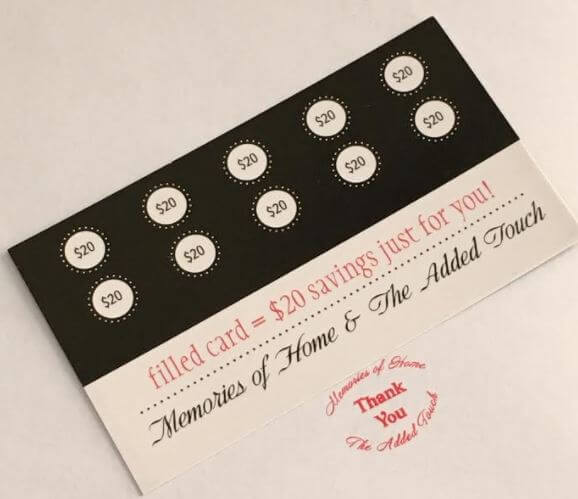 $20 $20 $20 $20 $20
$20 $20 $20 $20 $20
filled card = $20 savings just for you!
Memories of Home & The Added Touch
Memories of Home
Thank
You
The Added Touch